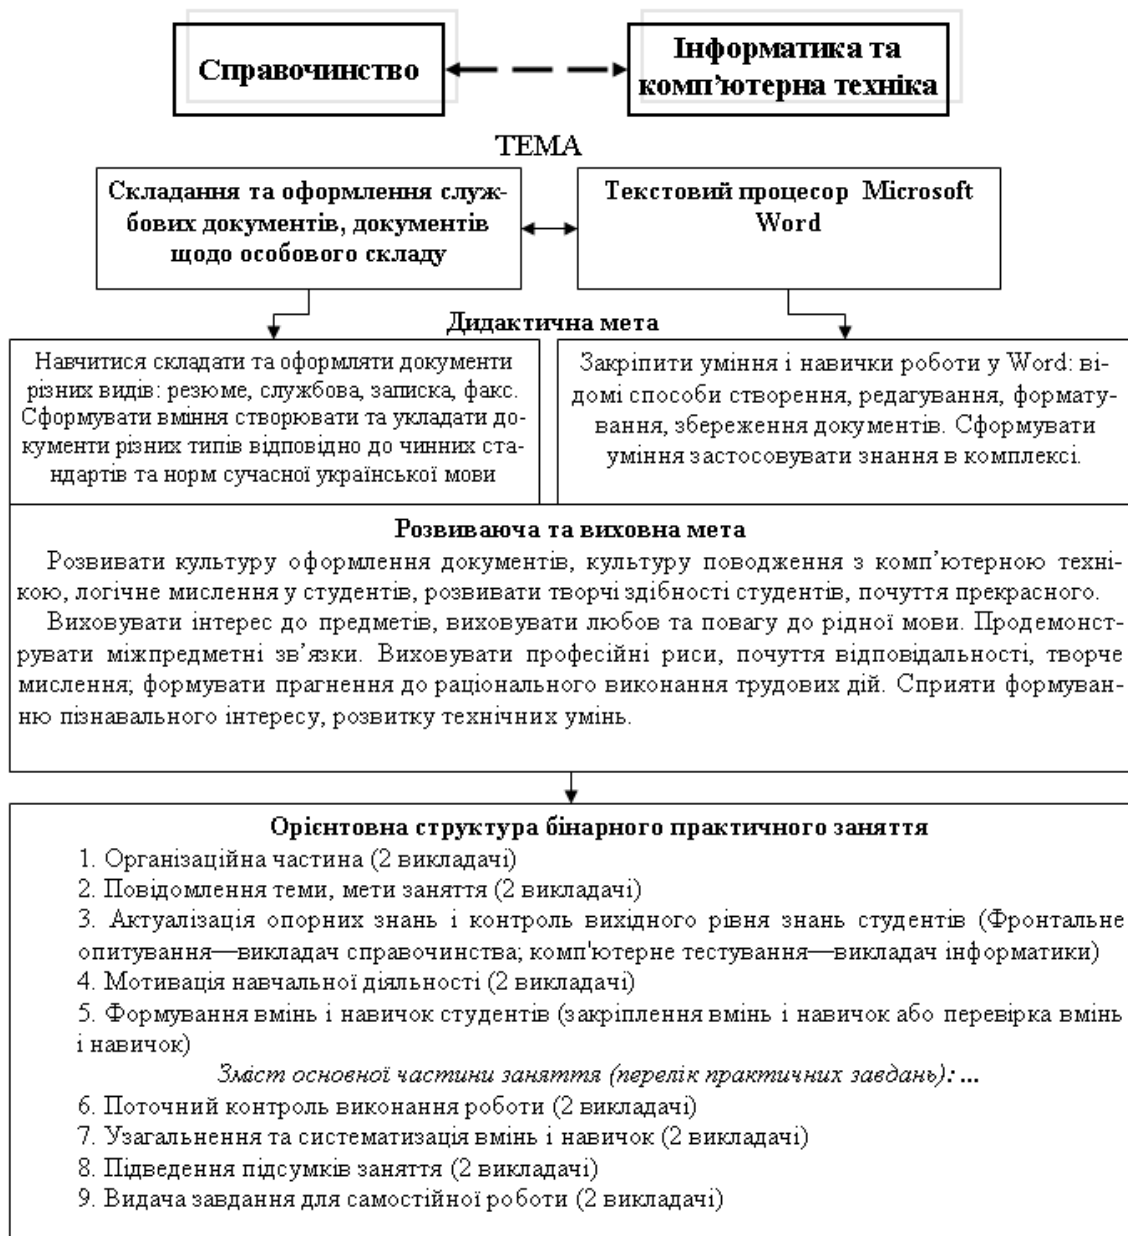 Справочинство
Інформатика та
комп’ютерна техніка
ТЕМА
Складання та оформлення служ-
бових документів, документів
щодо особового складу
Текстовий процесор Microsoft
Word
Дидактична мета
Навчитися складати та оформляти документи
різних видів: резюме, службова, записка, факс.
Сформувати вміння створювати та укладати до-
кументи різних типів відповідно до чинних ста-
ндартів та норм сучасної української мови
Закріпити уміння і навички роботи у Word: ві-
домі способи створення, редагування, формату-
вання, збереження документів. Сформувати
уміння застосовувати знання в комплексі.
Розвиваюча та виховна мета
Розвивати культуру оформлення документів, культуру поводження з комп’ютерною техні-
кою, логічне мислення у студентів, розвивати творчі здібності студентів, почуття прекрасного.
Виховувати інтерес до предметів, виховувати любов та повагу до рідної мови. Продемонст-
рувати міжпредметні зв’язки. Виховувати професійні риси, почуття відповідальності, творче
мислення; формувати прагнення до раціонального виконання трудових дій. Сприяти формуван-
ню пізнавального інтересу, розвитку технічних умінь.
Орієнтовна структура бінарного практичного заняття
1. Організаційна частина (2 викладачі)
2. Повідомлення теми, мети заняття (2 викладачі)
3. Актуалізація опорних знань і контроль вихідного рівня знань студентів (Фронтальне
опитування—викладач справочинства; комп'ютерне тестування—викладач інформатики)
4. Мотивація навчальної діяльності (2 викладачі)
5. Формування вмінь і навичок студентів (закріплення вмінь і навичок або перевірка вмінь
і навичок)
Зміст основної частини заняття (перелік практичних завдань): ...
6. Поточний контроль виконання роботи (2 викладачі)
7. Узагальнення та систематизація вмінь і навичок (2 викладачі)
8. Підведення підсумків заняття (2 викладачі)
9. Видача завдання для самостійної роботи (2 викладачі)